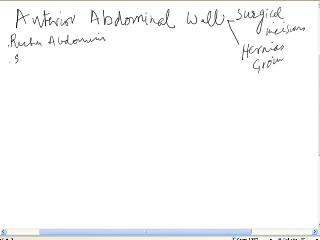 Anterior Abdominal Wall
Surgical
incisions
Hernias
Groin
.Rectus Abdominis
.S